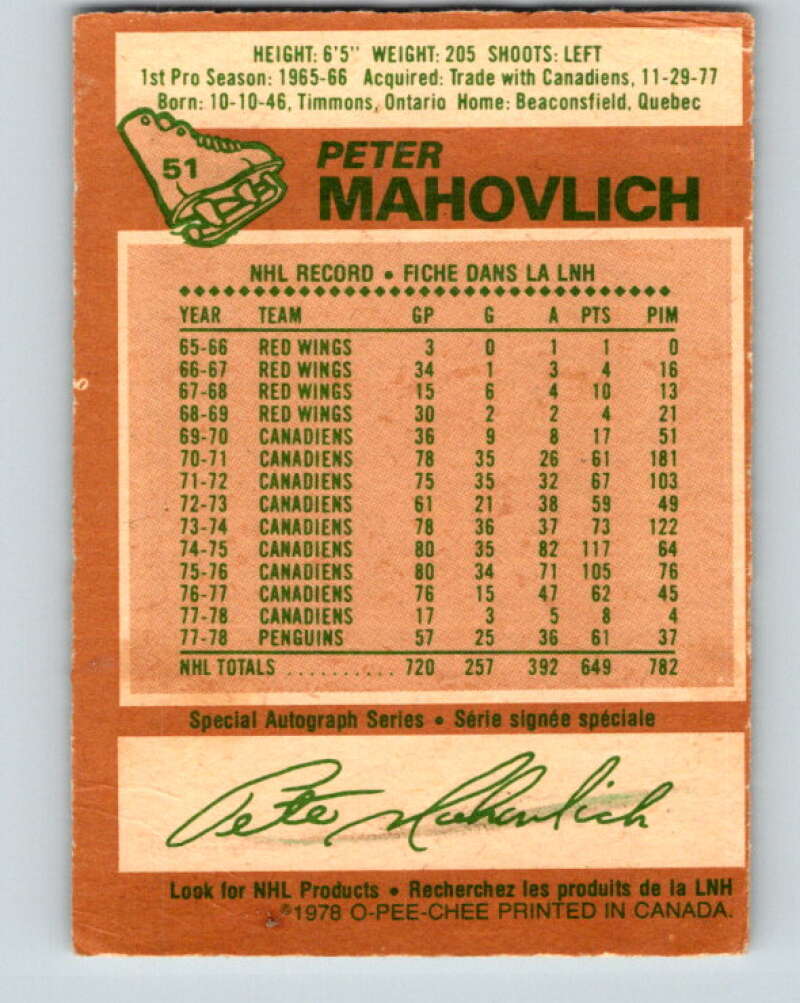 HEIGHT: 6'5" WEIGHT: 205 SHOOTS: LEFT
1st Pro Season: 1965-66 Acquired: Trade with Canadiens, 11-29-77
Born: 10-10-46, Timmons, Ontario Home: Beaconsfield, Quebec
51
PETER
MAHOVLICH
NHL RECORD • FICHE DANS LA LNH
YEAR TEAM GP G A PTS PIM
65-66 RED WINGS 3 0 1 1 0
66-67 RED WINGS 34 1 3 4 16
67-68 RED WINGS 15 6 4 10 13
68-69 RED WINGS 30 2 2 4 21
69-70 CANADIENS 36 9 8 17 51
70-71 CANADIENS 78 35 26 61 181
71-72 CANADIENS 75 35 32 67 103
72-73 CANADIENS 61 21 38 59 49
73-74 CANADIENS 78 36 37 73 122
74-75 CANADIENS 80 35 82 117 64
75-76 CANADIENS 80 34 71 105 76
76-77 CANADIENS 76 15 47 62 45
77-78 CANADIENS 17 3 5 8 4
77-78 PENGUINS 57 25 36 61 37
NHL TOTALS .......... 720 257 392 649 782
Special Autograph Series • Série signée spéciale
Pete Mahovlich
Look for NHL Products • Recherchez les produits de la LNH
©1978 O-PEE-CHEE PRINTED IN CANADA.